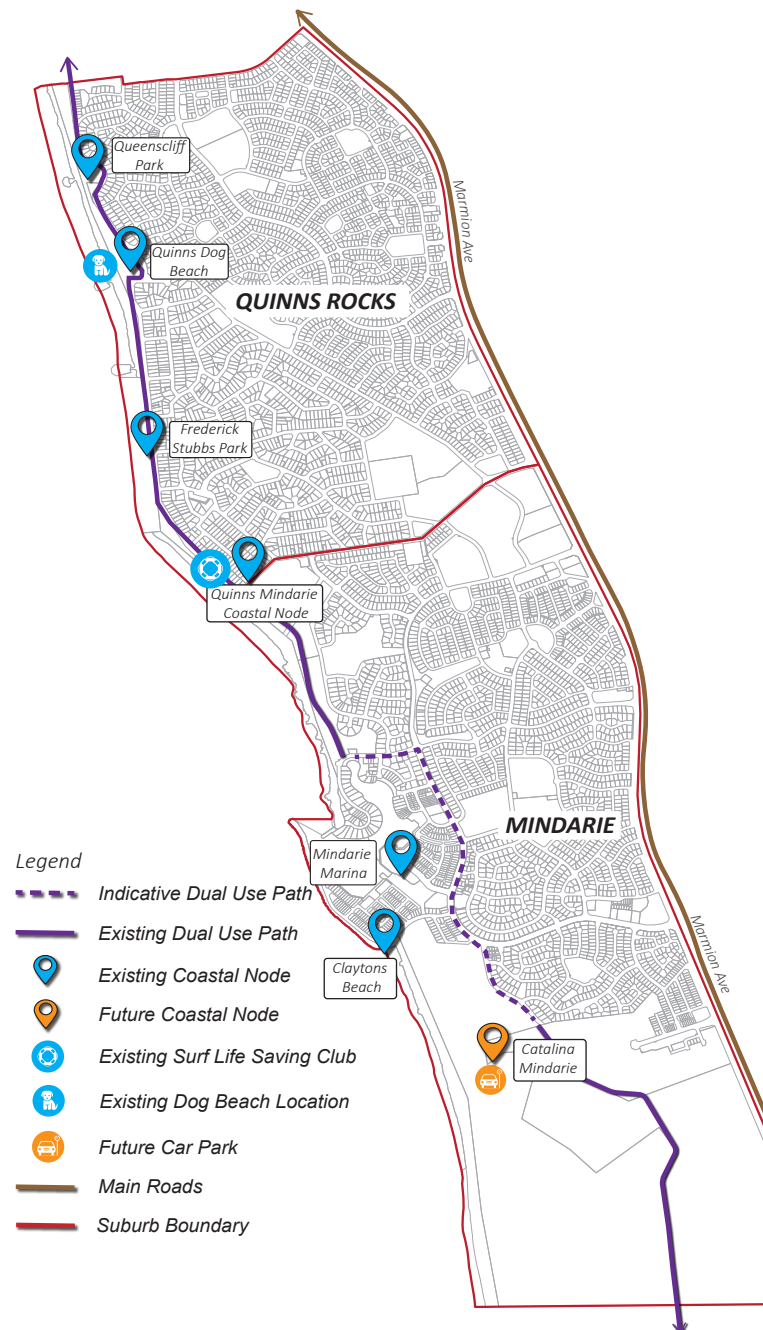 Queenscliff
Park
Marmion Ave
Quinns Dog
Beach
QUINNS ROCKS
Frederick
Stubbs Park
Quinns Mindarie
Coastal Node
MINDARIE
Mindarie
Marina
Marmion Ave
Claytons
Beach
Catalina
Mindarie
Legend
Indicative Dual Use Path
Existing Dual Use Path
Existing Coastal Node
Future Coastal Node
Existing Surf Life Saving Club
Existing Dog Beach Location
Future Car Park
Main Roads
Suburb Boundary